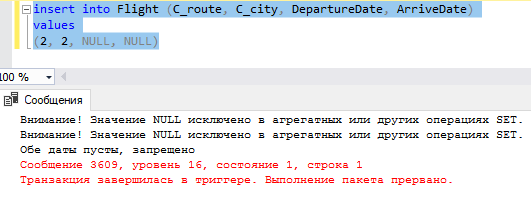 insert into Flight (C_route, C_city, DepartureDate, ArriveDate)
values
(2, 2, NULL, NULL)
100 %
Сообщения
Внимание! Значение NULL исключено в агрегатных или других операциях SET.
Внимание! Значение NULL исключено в агрегатных или других операциях SET.
Обе даты пусты, запрещено
Сообщение 3609, уровень 16, состояние 1, строка 1
Транзакция завершилась в триггере. Выполнение пакета прервано.